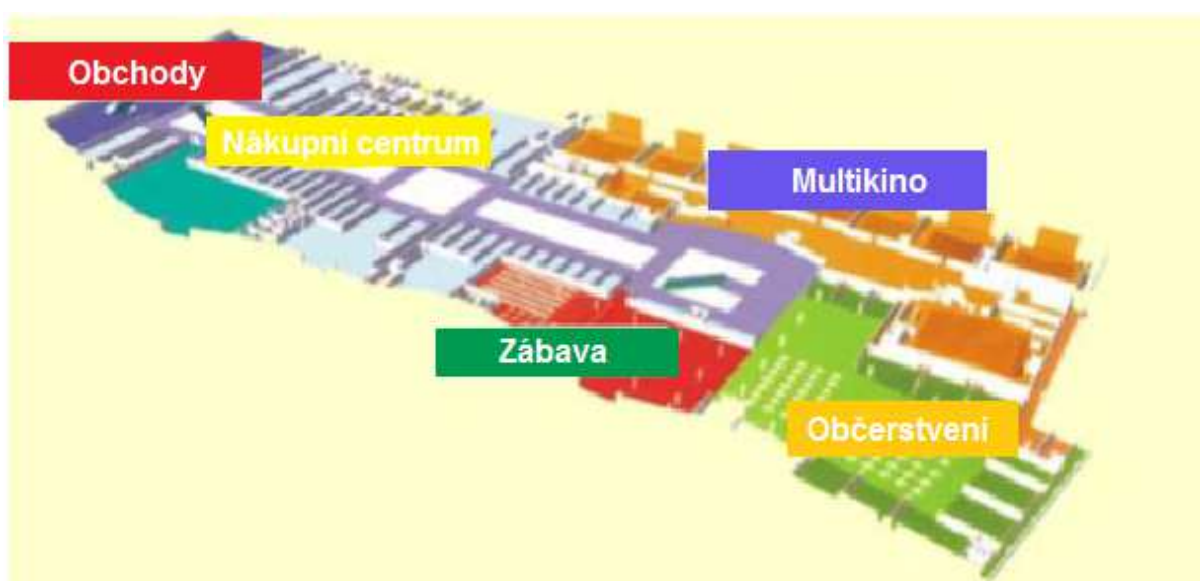 Obchody
Nákupní centrum
Multikino
Zábava
Občerstvení